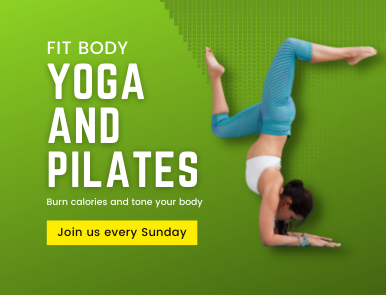 FIT BODY
YOGA
AND
PILATES
Burn calories and tone your body
Join us every Sunday